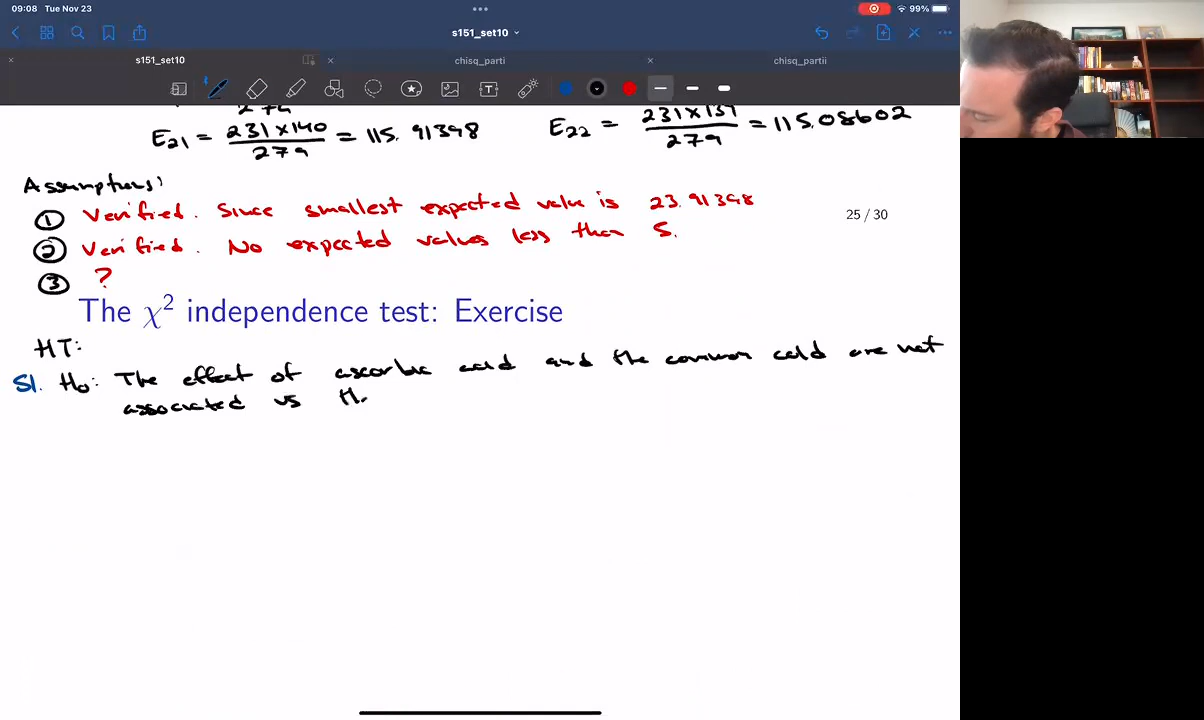 09:08 Tue Nov 23
99%
s151_set10
s151_set10
chisq_parti
chisq_partii
E21 = 231×140 / 279 = 115.91398
E22 = 231×139 / 279 = 115.08602
Assumptions:
① Verified. Since smallest expected value is 23.91398
25 / 30
② Verified. No expected values less than 5.
③ ?
The χ² independence test: Exercise
HT:
S1. H₀: The effect of ascorbic acid and the common cold are not
associated vs H